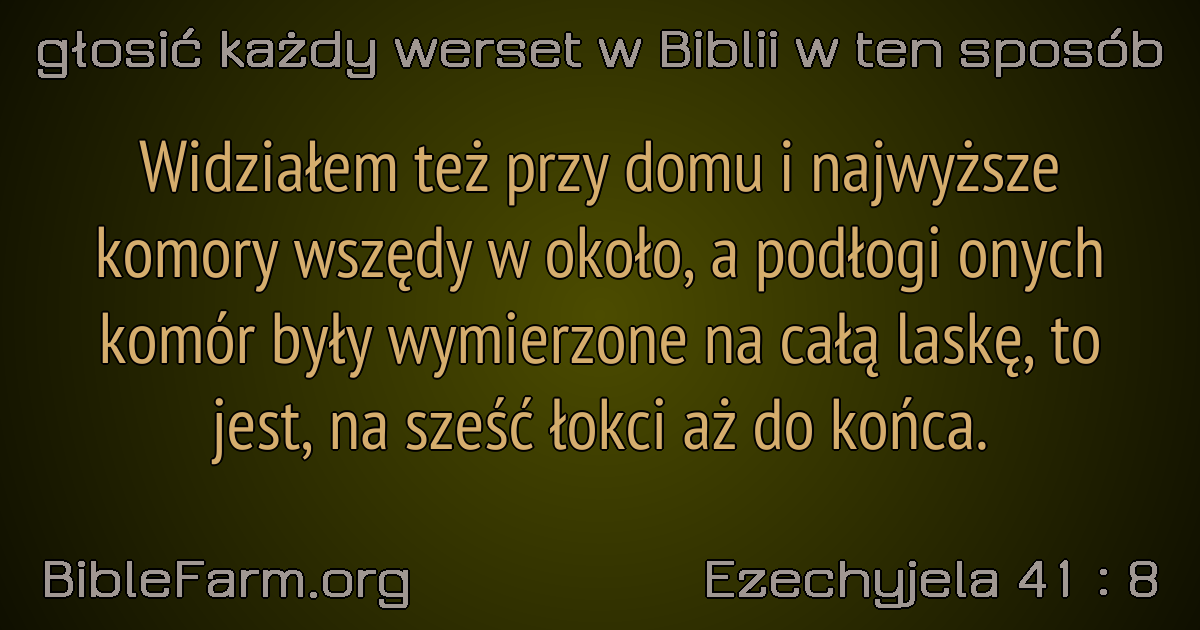 głosić każdy werset w Biblii w ten sposób
Widziałem też przy domu i najwyższe
komory wszędy w około, a podłogi onych
komór były wymierzone na całą laskę, to
jest, na sześć łokci aż do końca.
BibleFarm.org
Ezechyjela 41 : 8